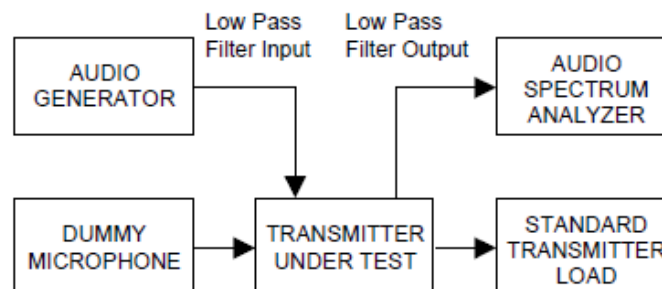 Low Pass
Filter Input
Low Pass
Filter Output
AUDIO
GENERATOR
AUDIO
SPECTRUM
ANALYZER
DUMMY
MICROPHONE
TRANSMITTER
UNDER TEST
STANDARD
TRANSMITTER
LOAD